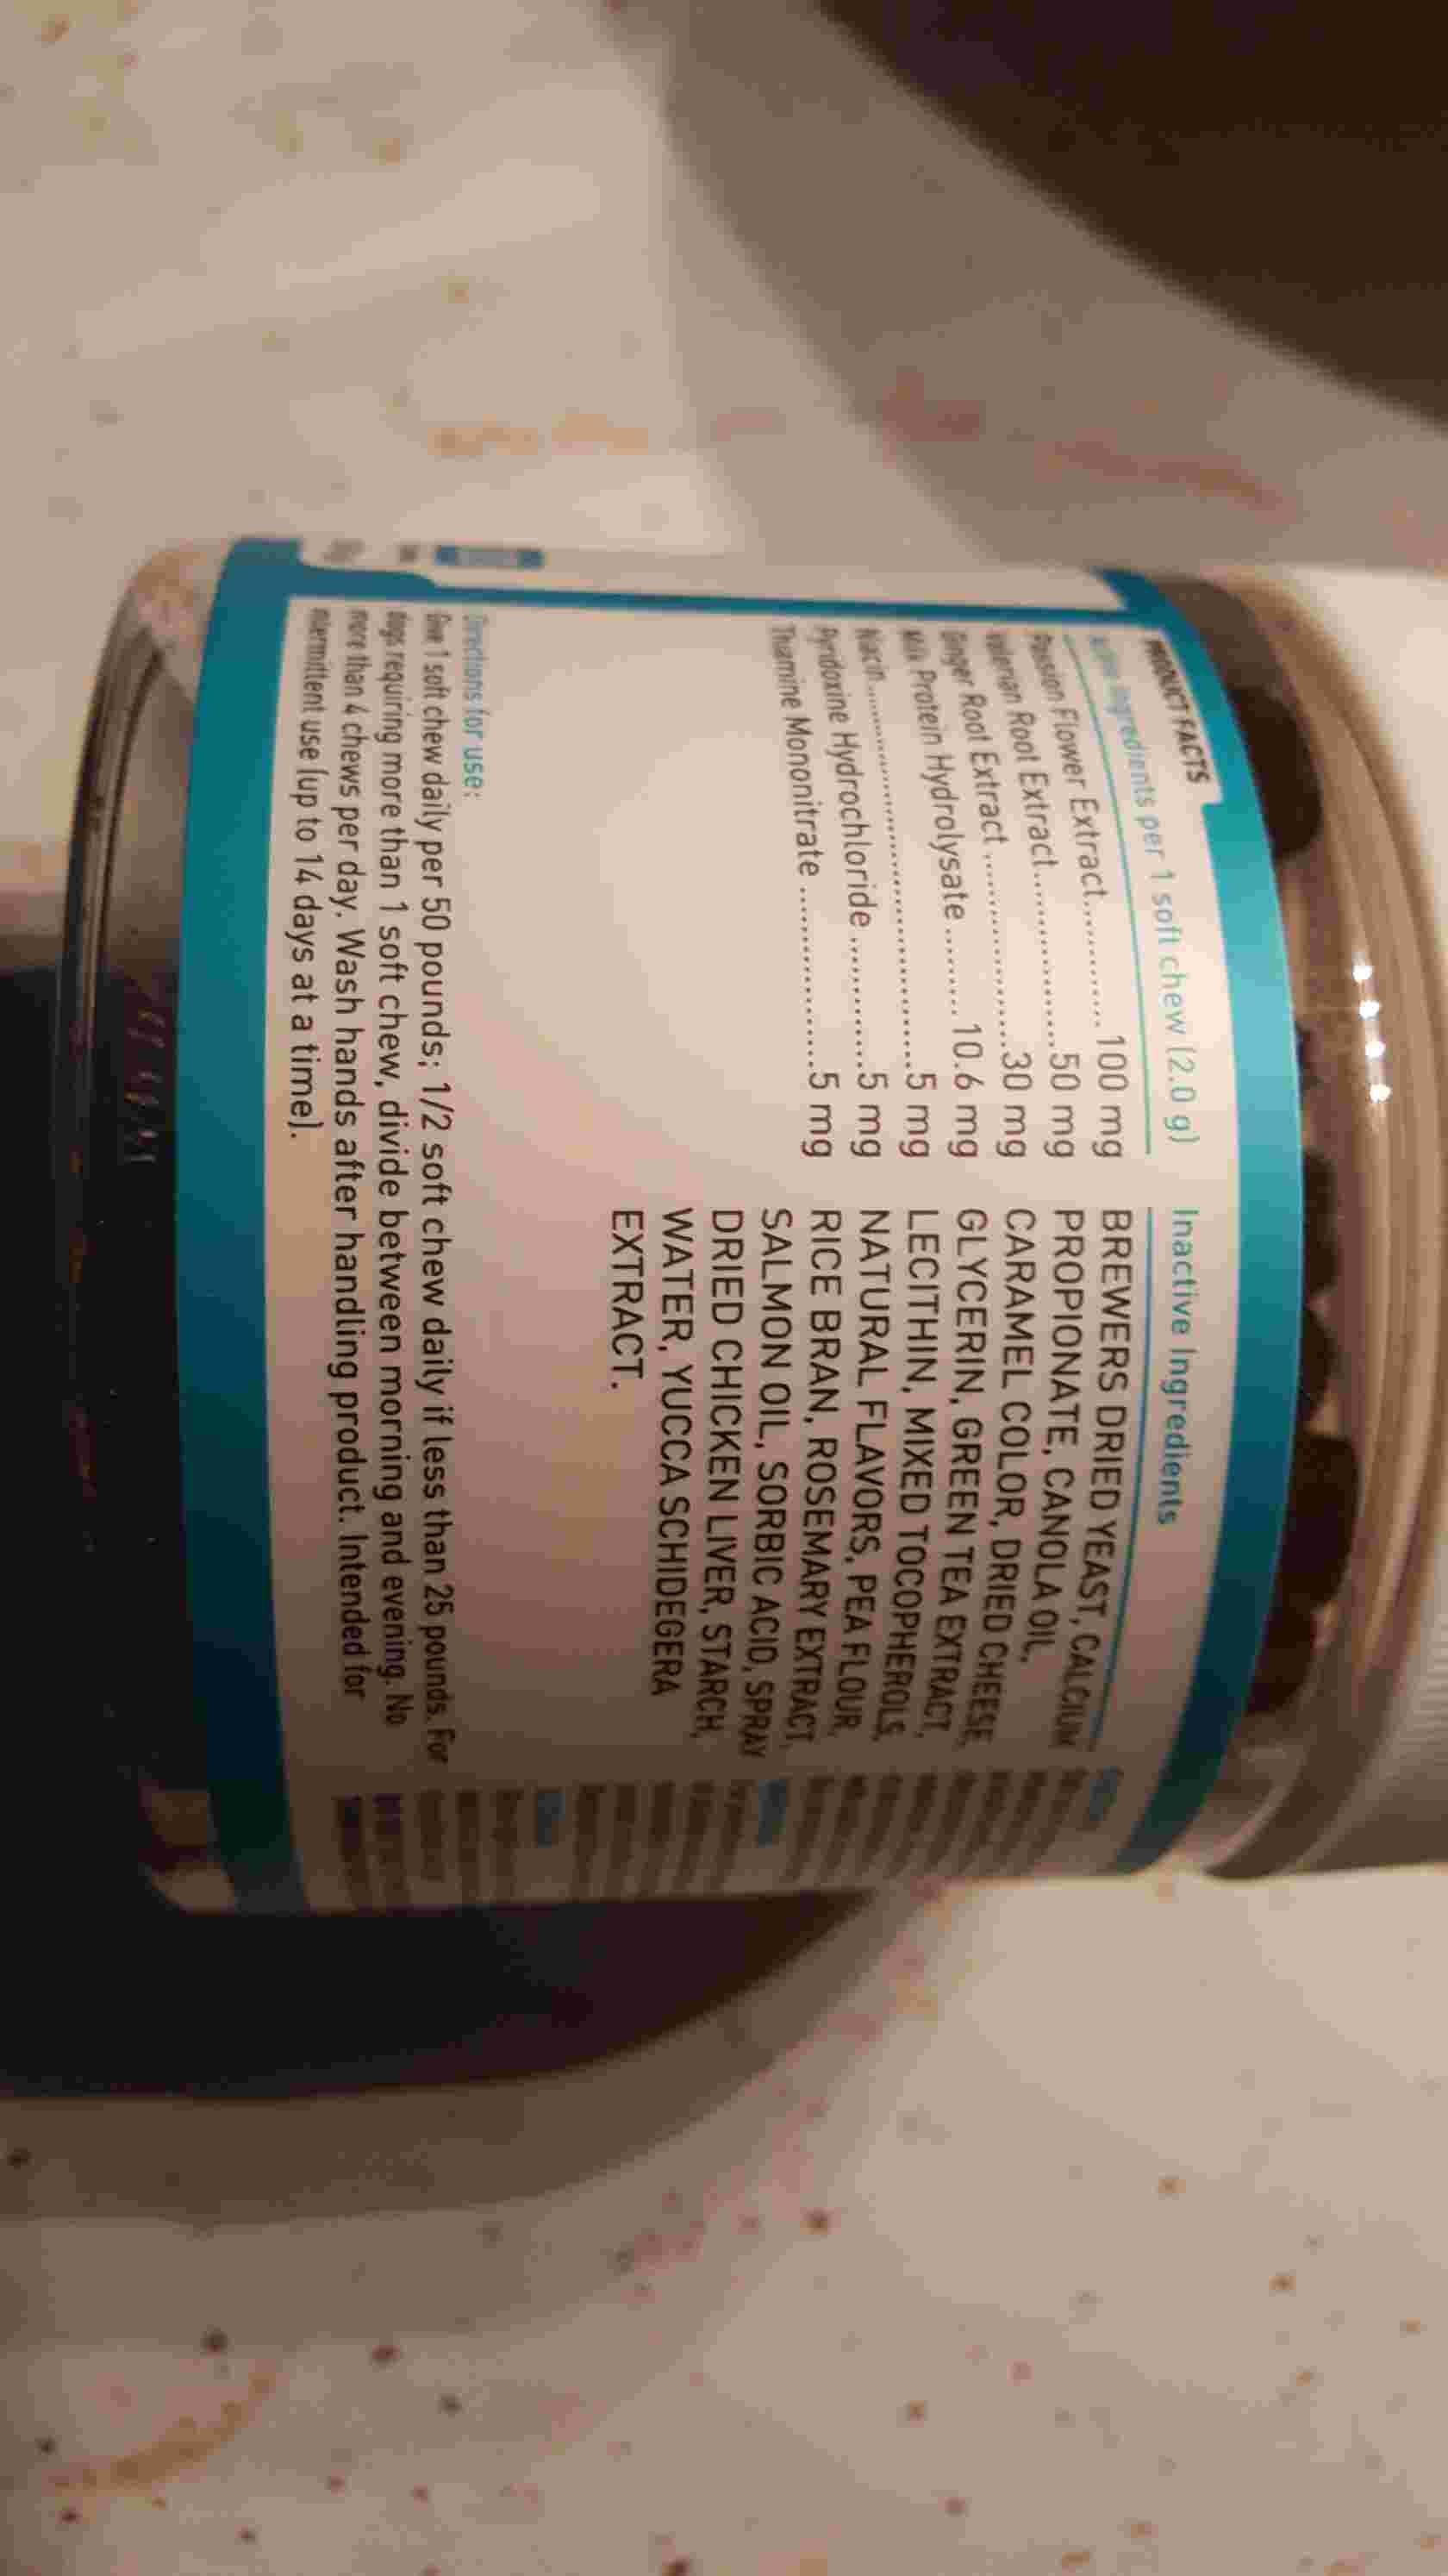 PRODUCT FACTS
Active Ingredients per 1 soft chew (2.0 g)
Passion Flower Extract............100 mg
Valerian Root Extract..................50 mg
Ginger Root Extract ...................30 mg
Milk Protein Hydrolysate .........10.6 mg
Niacin.......................................5 mg
Pyridoxine Hydrochloride .............5 mg
Thiamine Mononitrate ..................5 mg
Inactive Ingredients
BREWERS DRIED YEAST, CALCIUM
PROPIONATE, CANOLA OIL,
CARAMEL COLOR, DRIED CHEESE,
GLYCERIN, GREEN TEA EXTRACT,
LECITHIN, MIXED TOCOPHEROLS,
NATURAL FLAVORS, PEA FLOUR,
RICE BRAN, ROSEMARY EXTRACT,
SALMON OIL, SORBIC ACID, SPRAY
DRIED CHICKEN LIVER, STARCH,
WATER, YUCCA SCHIDEGERA
EXTRACT.
Directions for use:
Give 1 soft chew daily per 50 pounds; 1/2 soft chew daily if less than 25 pounds. For
dogs requiring more than 1 soft chew, divide between morning and evening. No
more than 4 chews per day. Wash hands after handling product. Intended for
intermittent use (up to 14 days at a time).